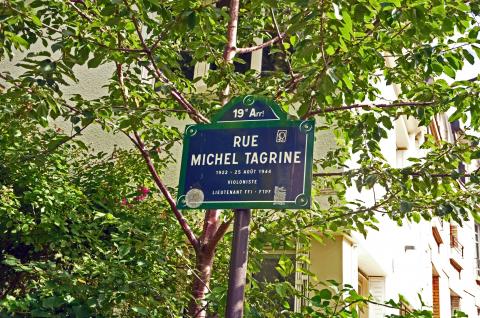 19e Arrt
RUE
MICHEL TAGRINE
1922 - 25 AOÛT 1944
VIOLONISTE
LIEUTENANT FFI - FTPF